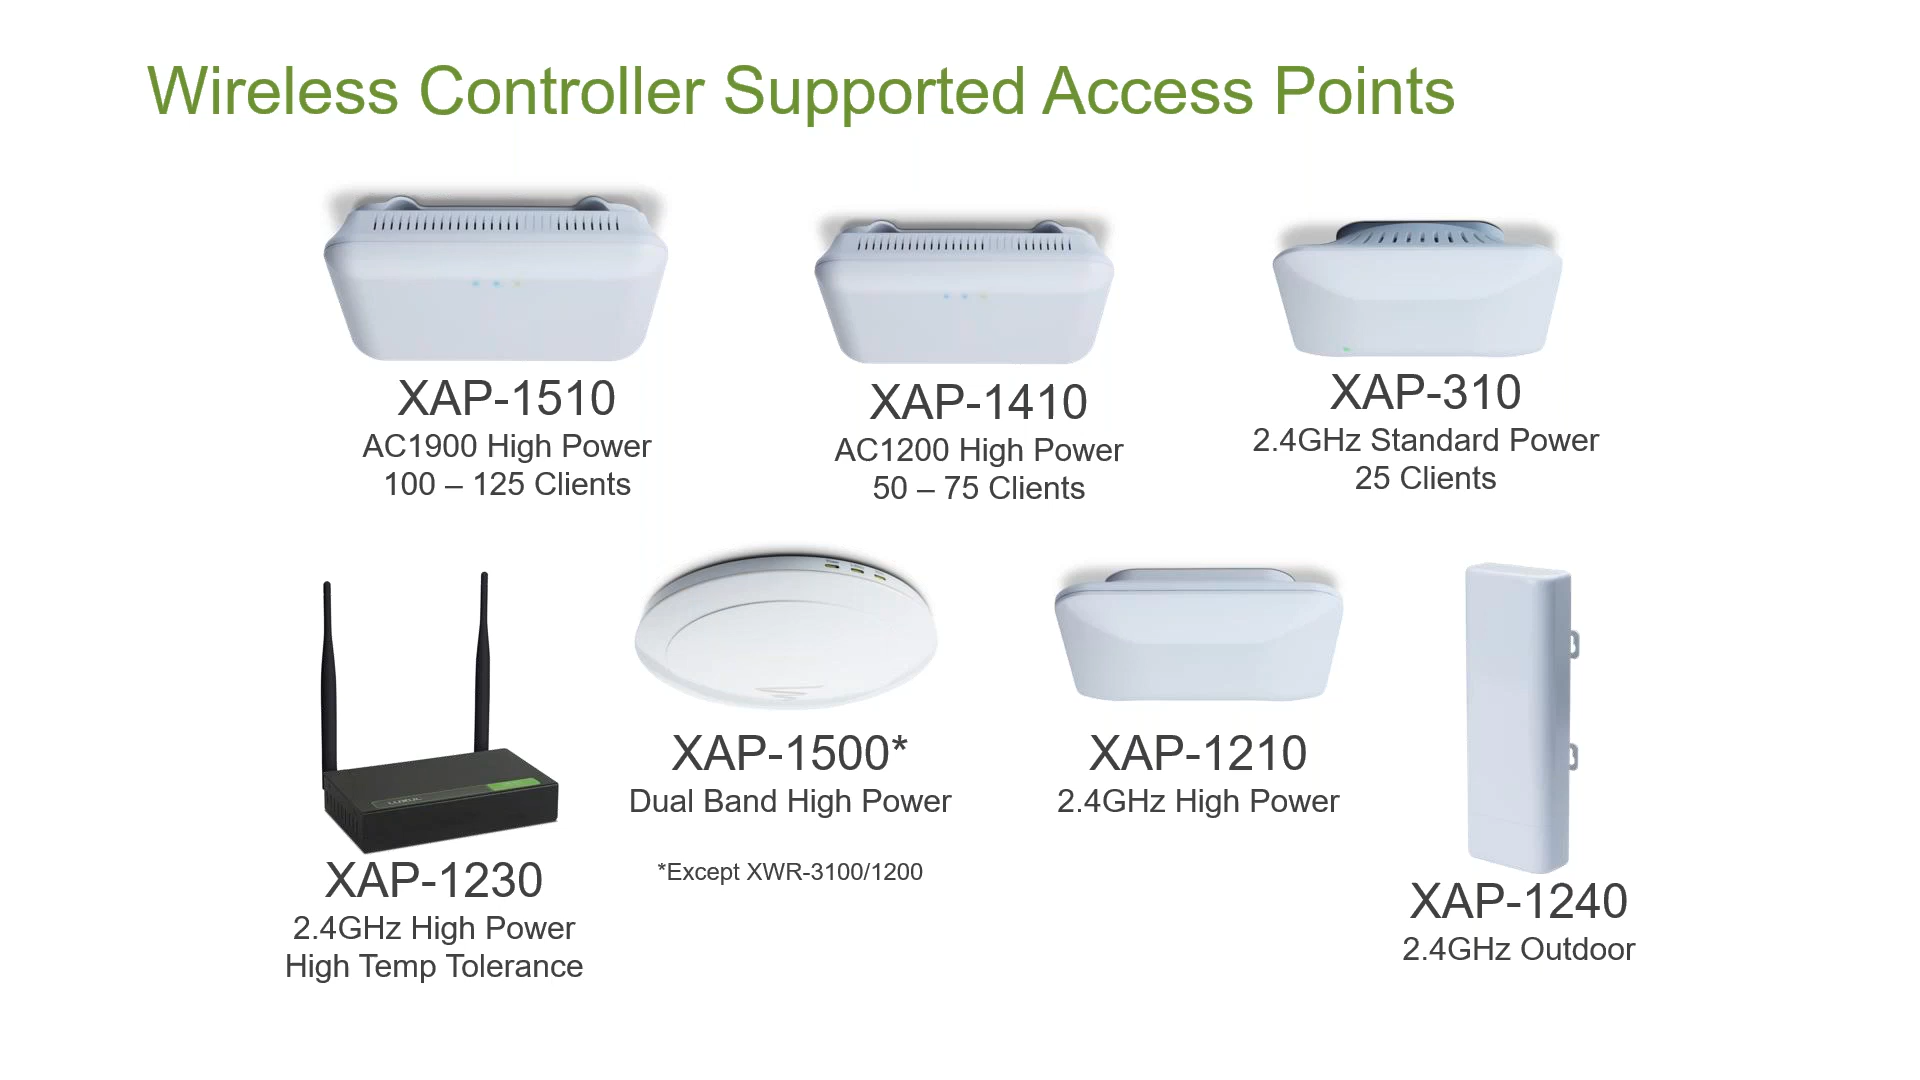 Wireless Controller Supported Access Points
XAP-1510
AC1900 High Power
100 – 125 Clients
XAP-1410
AC1200 High Power
50 – 75 Clients
XAP-310
2.4GHz Standard Power
25 Clients
LUXUL
XAP-1230
2.4GHz High Power
High Temp Tolerance
XAP-1500*
Dual Band High Power
*Except XWR-3100/1200
XAP-1210
2.4GHz High Power
XAP-1240
2.4GHz Outdoor